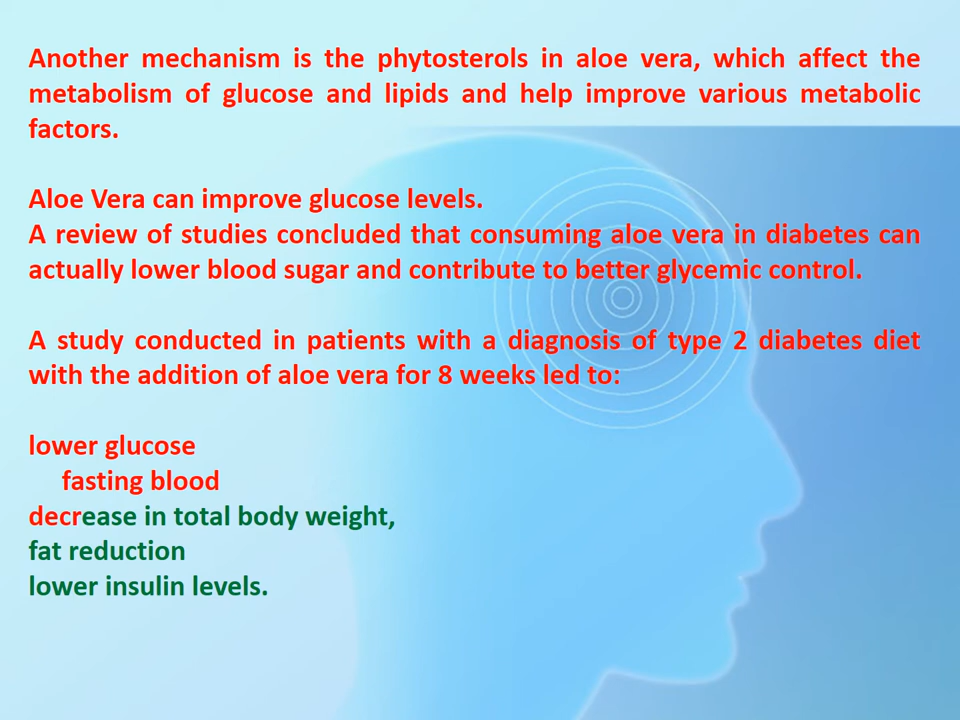 Another mechanism is the phytosterols in aloe vera, which affect the
metabolism of glucose and lipids and help improve various metabolic
factors.
Aloe Vera can improve glucose levels.
A review of studies concluded that consuming aloe vera in diabetes can
actually lower blood sugar and contribute to better glycemic control.
A study conducted in patients with a diagnosis of type 2 diabetes diet
with the addition of aloe vera for 8 weeks led to:
lower glucose
fasting blood
decrease in total body weight,
fat reduction
lower insulin levels.